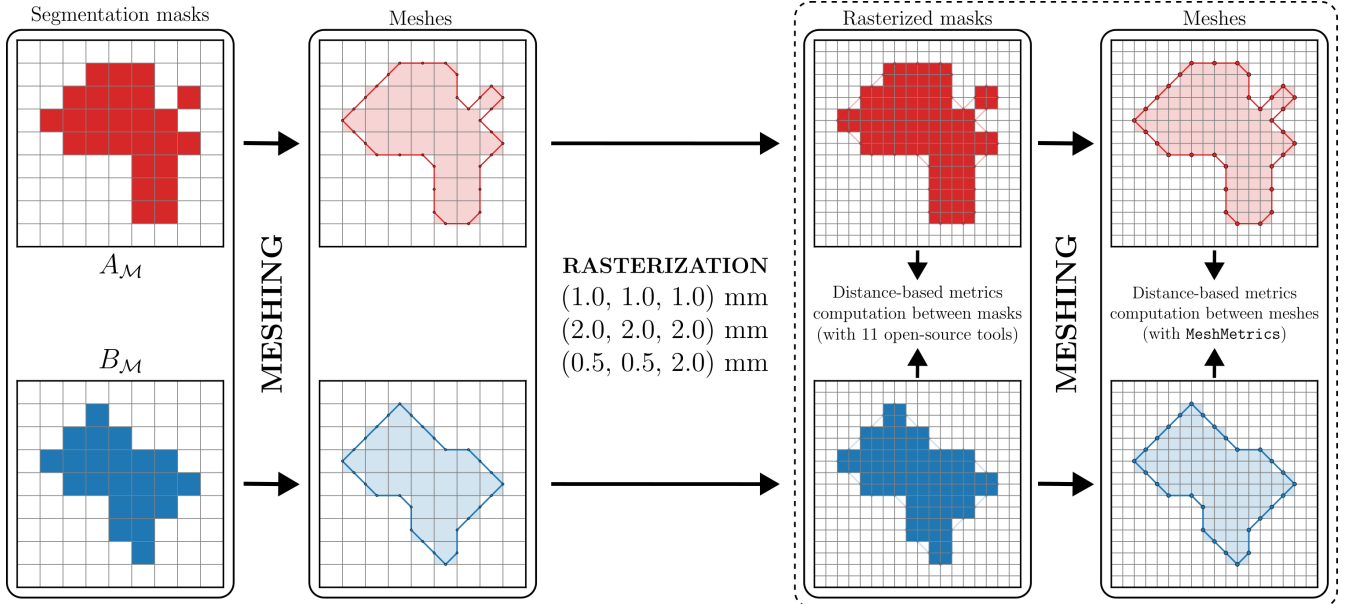 Segmentation masks
Meshes
Rasterized masks
Meshes
A_M
B_M
MESHING
RASTERIZATION
(1.0, 1.0, 1.0) mm
(2.0, 2.0, 2.0) mm
(0.5, 0.5, 2.0) mm
Distance-based metrics
computation between masks
(with 11 open-source tools)
MESHING
Distance-based metrics
computation between meshes
(with MeshMetrics)